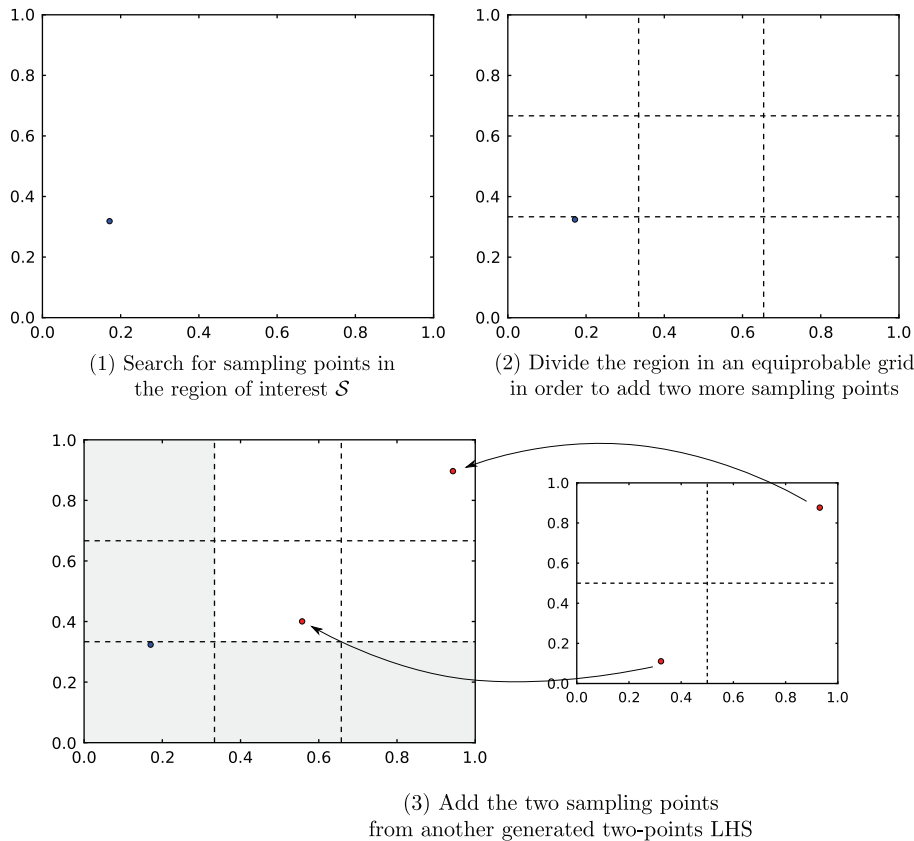 1.0
0.8
0.6
0.4
0.2
0.0
0.0 0.2 0.4 0.6 0.8 1.0
(1) Search for sampling points in
the region of interest 𝒮
1.0
0.8
0.6
0.4
0.2
0.0
0.0 0.2 0.4 0.6 0.8 1.0
(2) Divide the region in an equiprobable grid
in order to add two more sampling points
1.0
0.8
0.6
0.4
0.2
0.0
0.0 0.2 0.4 0.6 0.8 1.0
1.0
0.8
0.6
0.4
0.2
0.0
0.0 0.2 0.4 0.6 0.8 1.0
(3) Add the two sampling points
from another generated two-points LHS